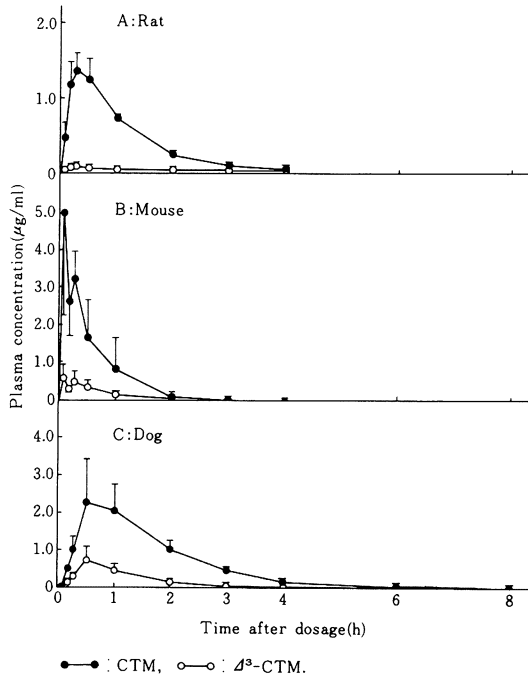 A:Rat
2.0
1.0
0
B:Mouse
5.0
4.0
3.0
2.0
1.0
0
C:Dog
4.0
3.0
2.0
1.0
0
Plasma concentration(μg/ml)
0 1 2 3 4 6 8
Time after dosage(h)
●—● : CTM, ○—○ : Δ³-CTM.